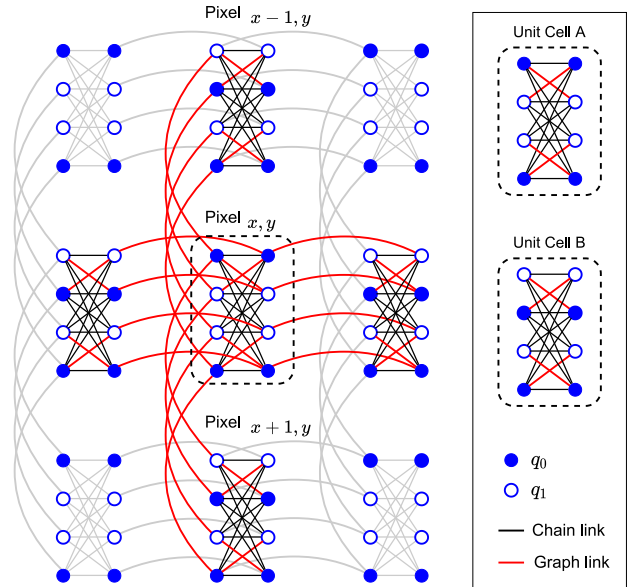 Pixel x − 1, y
Pixel x, y
Pixel x + 1, y
Unit Cell A
Unit Cell B
q0
q1
Chain link
Graph link